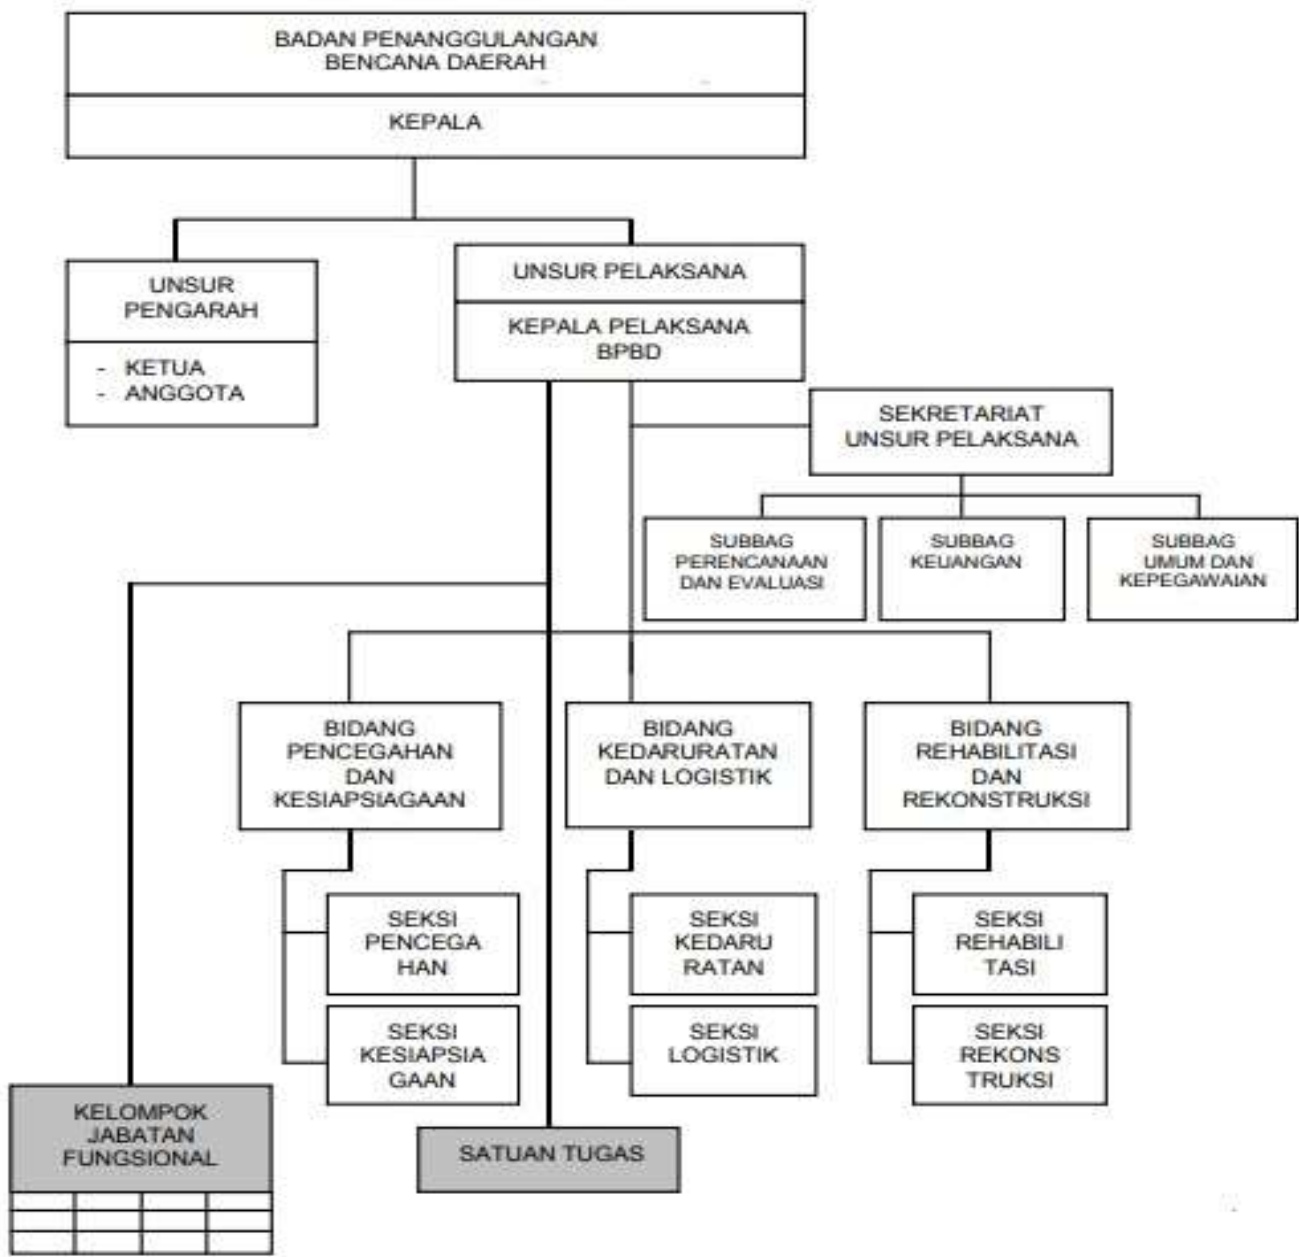 BADAN PENANGGULANGAN
BENCANA DAERAH
KEPALA
UNSUR
PENGARAH
- KETUA
- ANGGOTA
UNSUR PELAKSANA
KEPALA PELAKSANA
BPBD
SEKRETARIAT
UNSUR PELAKSANA
SUBBAG
PERENCANAAN
DAN EVALUASI
SUBBAG
KEUANGAN
SUBBAG
UMUM DAN
KEPEGAWAIAN
BIDANG
PENCEGAHAN
DAN
KESIAPSIAGAAN
BIDANG
KEDARURATAN
DAN LOGISTIK
BIDANG
REHABILITASI
DAN
REKONSTRUKSI
SEKSI
PENCEGA
HAN
SEKSI
KESIAPSIA
GAAN
SEKSI
KEDARU
RATAN
SEKSI
LOGISTIK
SEKSI
REHABILI
TASI
SEKSI
REKONS
TRUKSI
KELOMPOK
JABATAN
FUNGSIONAL
SATUAN TUGAS